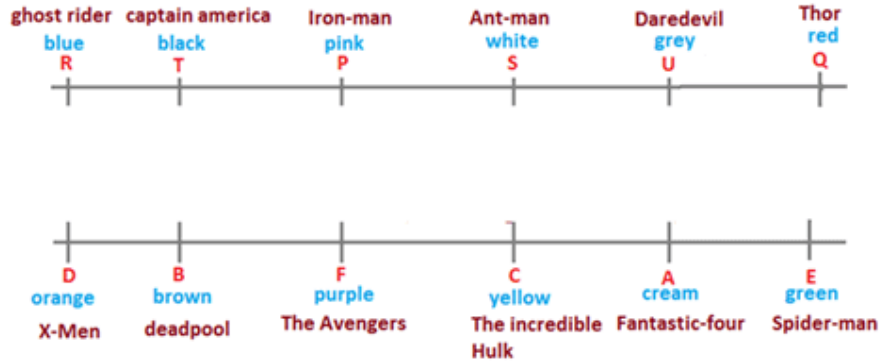 ghost rider captain america Iron-man Ant-man Daredevil Thor
blue black pink white grey red
R T P S U Q
D B F C A E
orange brown purple yellow cream green
X-Men deadpool The Avengers The incredible Fantastic-four Spider-man
Hulk